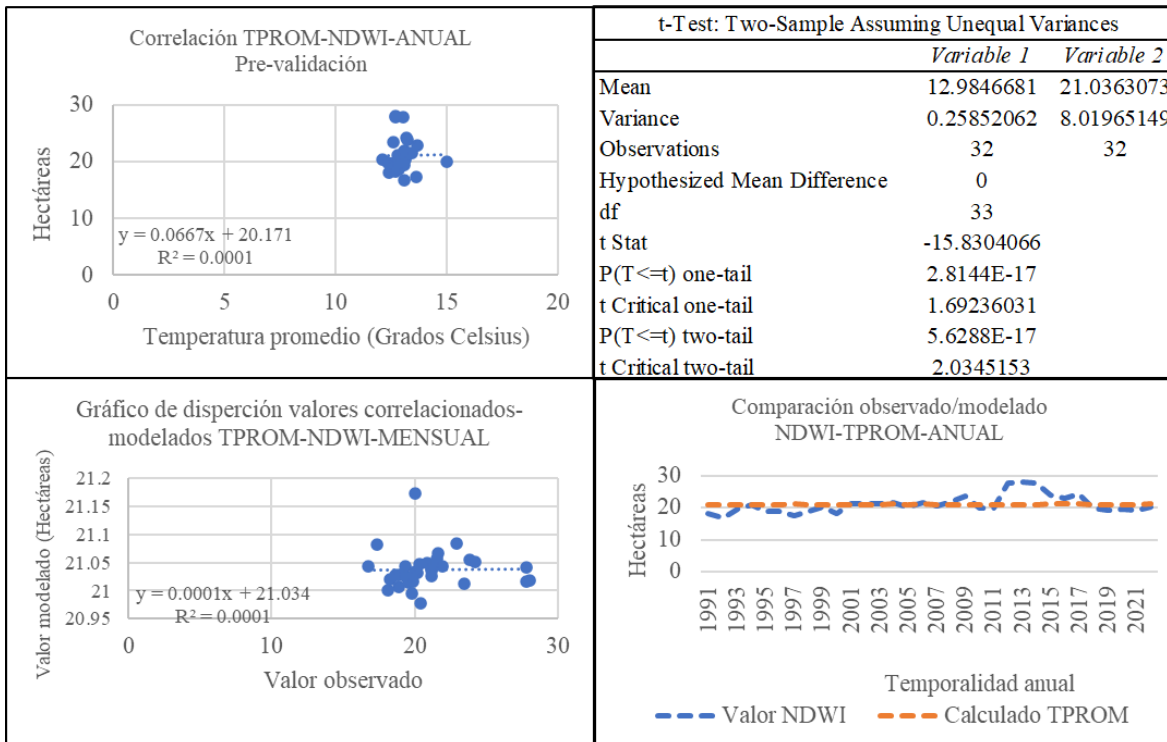 Correlación TPROM-NDWI-ANUAL
Pre-validación
30
20
10
0
Hectáreas
y = 0.0667x + 20.171
R² = 0.0001
0 5 10 15 20
Temperatura promedio (Grados Celsius)
t-Test: Two-Sample Assuming Unequal Variances
Variable 1 Variable 2
Mean 12.9846681 21.0363073
Variance 0.25852062 8.01965149
Observations 32 32
Hypothesized Mean Difference 0
df 33
t Stat -15.8304066
P(T<=t) one-tail 2.8144E-17
t Critical one-tail 1.69236031
P(T<=t) two-tail 5.6288E-17
t Critical two-tail 2.0345153
Gráfico de disperción valores correlacionados-
modelados TPROM-NDWI-MENSUAL
Valor modelado (Hectáreas)
21.2
21.15
21.1
21.05
21
20.95
y = 0.0001x + 21.034
R² = 0.0001
0 10 20 30
Valor observado
Comparación observado/modelado
NDWI-TPROM-ANUAL
Hectáreas
30
20
10
0
1991 1993 1995 1997 1999 2001 2003 2005 2007 2009 2011 2013 2015 2017 2019 2021
Temporalidad anual
Valor NDWI Calculado TPROM